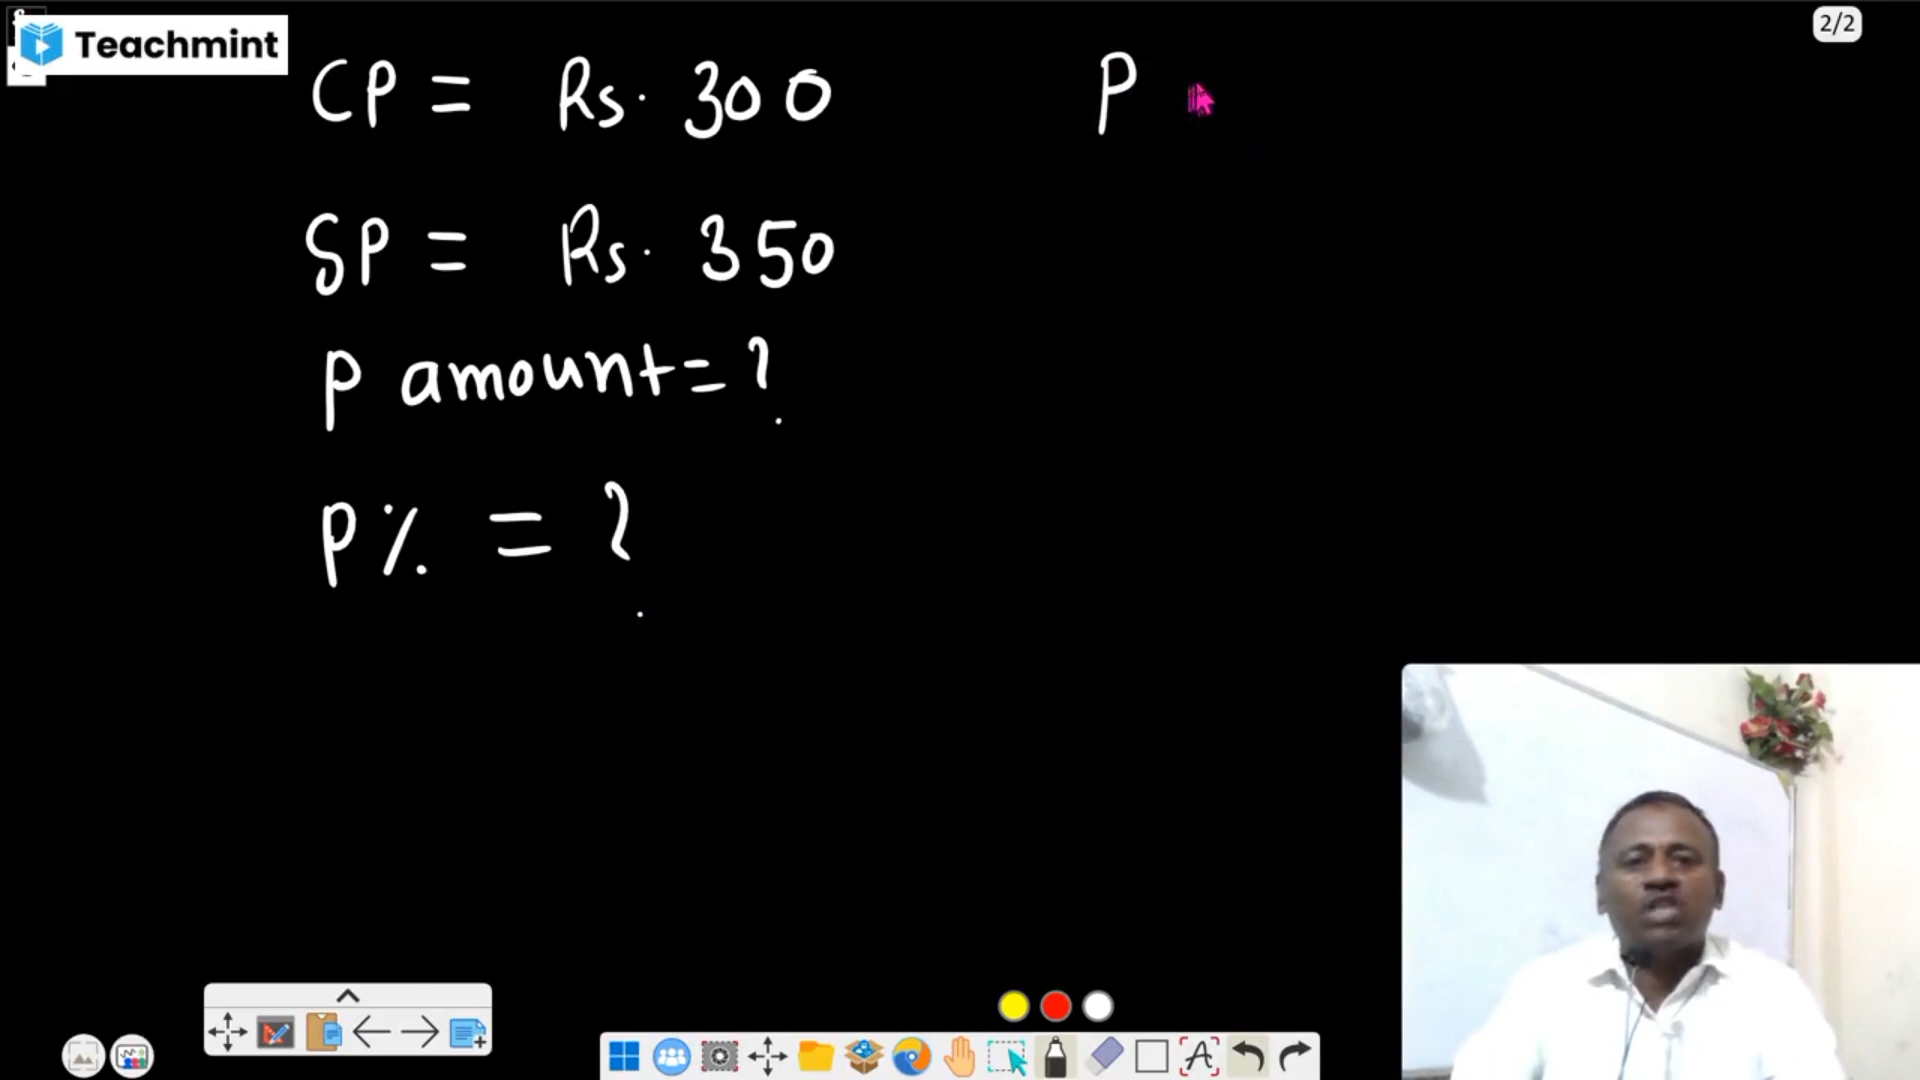 Teachmint
2/2
CP = Rs. 300
P
SP = Rs. 350
P amount = ?
P% = ?